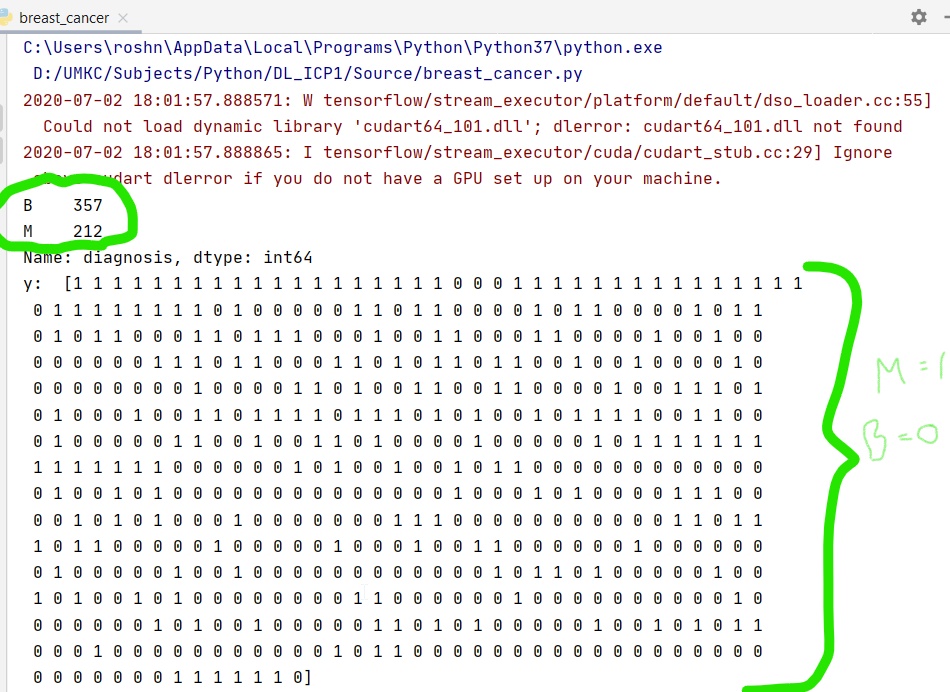 breast_cancer
C:\Users\roshn\AppData\Local\Programs\Python\Python37\python.exe
D:/UMKC/Subjects/Python/DL_ICP1/Source/breast_cancer.py
2020-07-02 18:01:57.888571: W tensorflow/stream_executor/platform/default/dso_loader.cc:55]
Could not load dynamic library 'cudart64_101.dll'; dlerror: cudart64_101.dll not found
2020-07-02 18:01:57.888865: I tensorflow/stream_executor/cuda/cudart_stub.cc:29] Ignore
above cudart dlerror if you do not have a GPU set up on your machine.
B 357
M 212
Name: diagnosis, dtype: int64
y: [1 1 1 1 1 1 1 1 1 1 1 1 1 1 1 1 1 1 1 0 0 0 1 1 1 1 1 1 1 1 1 1 1 1 1 1 1
0 1 1 1 1 1 1 1 1 0 1 0 0 0 0 0 1 1 0 1 1 0 0 0 0 1 0 1 1 0 0 0 0 1 0 1 1
0 1 0 1 1 0 0 0 1 1 0 1 1 1 0 0 0 1 0 0 1 1 0 0 0 1 1 0 0 0 0 1 0 0 1 0 0
0 0 0 0 0 0 1 1 1 0 1 1 0 0 0 1 1 0 1 0 1 1 0 1 1 0 0 1 0 0 1 0 0 0 0 1 0
0 0 0 0 0 0 0 0 1 0 0 0 0 1 1 0 1 0 0 1 1 0 0 1 1 0 0 0 0 1 0 0 1 1 1 0 1
0 1 0 0 0 1 0 0 1 1 0 1 1 1 1 0 1 1 1 0 1 0 1 0 0 1 0 1 1 1 1 0 0 1 1 0 0
0 1 0 0 0 0 0 1 1 0 0 1 0 0 1 1 0 1 0 0 0 0 1 0 0 0 0 0 1 0 1 1 1 1 1 1 1
1 1 1 1 1 1 1 0 0 0 0 0 0 1 0 1 0 0 1 0 0 1 0 1 1 0 0 0 0 0 0 0 0 0 0 0 0
0 1 0 0 1 0 1 0 0 0 0 0 0 0 0 0 0 0 0 0 0 1 0 0 0 1 0 1 0 0 0 0 1 1 1 0 0
0 0 1 0 1 0 1 0 0 0 1 0 0 0 0 0 0 0 1 1 1 0 0 0 0 0 0 0 0 0 0 0 1 1 0 1 1
1 0 1 1 0 0 0 0 0 1 0 0 0 0 0 1 0 0 0 1 0 0 1 1 0 0 0 0 0 0 1 0 0 0 0 0 0
0 1 0 0 0 0 0 1 0 0 1 0 0 0 0 0 0 0 0 0 0 0 0 1 0 1 1 0 1 0 0 0 0 0 1 0 0
1 0 1 0 0 1 0 1 0 0 0 0 0 0 0 0 1 1 0 0 0 0 0 0 1 0 0 0 0 0 0 0 0 0 0 1 0
0 0 0 0 0 0 1 0 1 0 0 1 0 0 0 0 0 1 1 0 1 0 1 0 0 0 0 0 1 0 0 1 0 1 0 1 1
0 0 0 1 0 0 0 0 0 0 0 0 0 0 0 1 0 1 1 0 0 0 0 0 0 0 0 0 0 0 0 0 0 0 0 0 0
0 0 0 0 0 0 0 1 1 1 1 1 1 0]
M = 1
B = 0